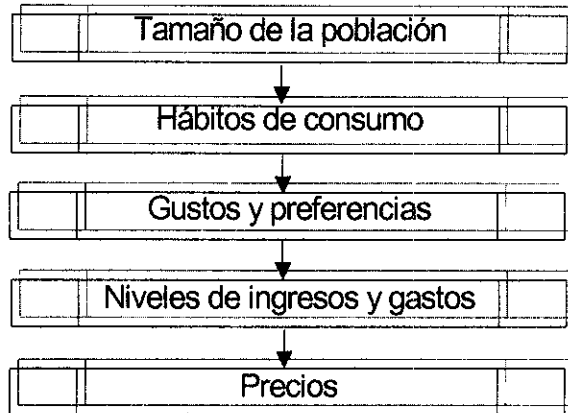 Tamaño de la población
Hábitos de consumo
Gustos y preferencias
Niveles de ingresos y gastos
Precios